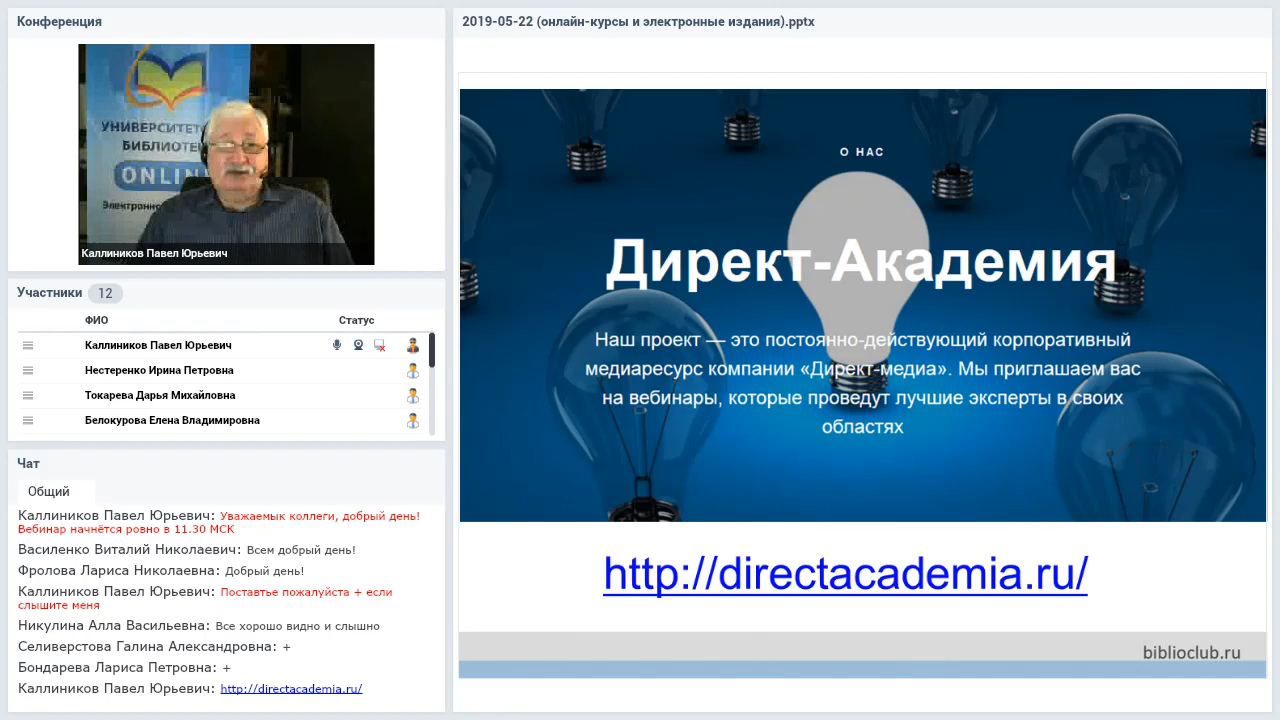 Конференция
УНИВЕРСИТЕТ
БИБЛИОТЕ
ONLIN
Электронно
Каллиников Павел Юрьевич
Участники 12
ФИО Статус
Каллиников Павел Юрьевич
Нестеренко Ирина Петровна
Токарева Дарья Михайловна
Белокурова Елена Владимировна
Чат
Общий
Каллиников Павел Юрьевич: Уважаемык коллеги, добрый день!
Вебинар начнётся ровно в 11.30 МСК
Василенко Виталий Николаевич: Всем добрый день!
Фролова Лариса Николаевна: Добрый день!
Каллиников Павел Юрьевич: Поставтье пожалуйста + если
слышите меня
Никулина Алла Васильевна: Все хорошо видно и слышно
Селиверстова Галина Александровна: +
Бондарева Лариса Петровна: +
Каллиников Павел Юрьевич: http://directacademia.ru/
2019-05-22 (онлайн-курсы и электронные издания).pptx
О НАС
Директ-Академия
Наш проект — это постоянно-действующий корпоративный
медиаресурс компании «Директ-медиа». Мы приглашаем вас
на вебинары, которые проведут лучшие эксперты в своих
областях
http://directacademia.ru/
biblioclub.ru